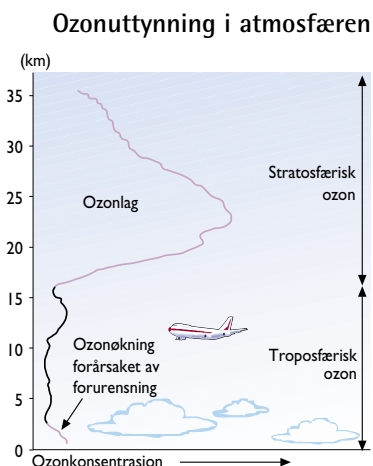 Ozonuttynning i atmosfæren
(km)
35
30
25
20
15
10
5
0
Ozonlag
Stratosfærisk
ozon
Ozonøkning
forårsaket av
forurensning
Troposfærisk
ozon
Ozonkonsentrasjon